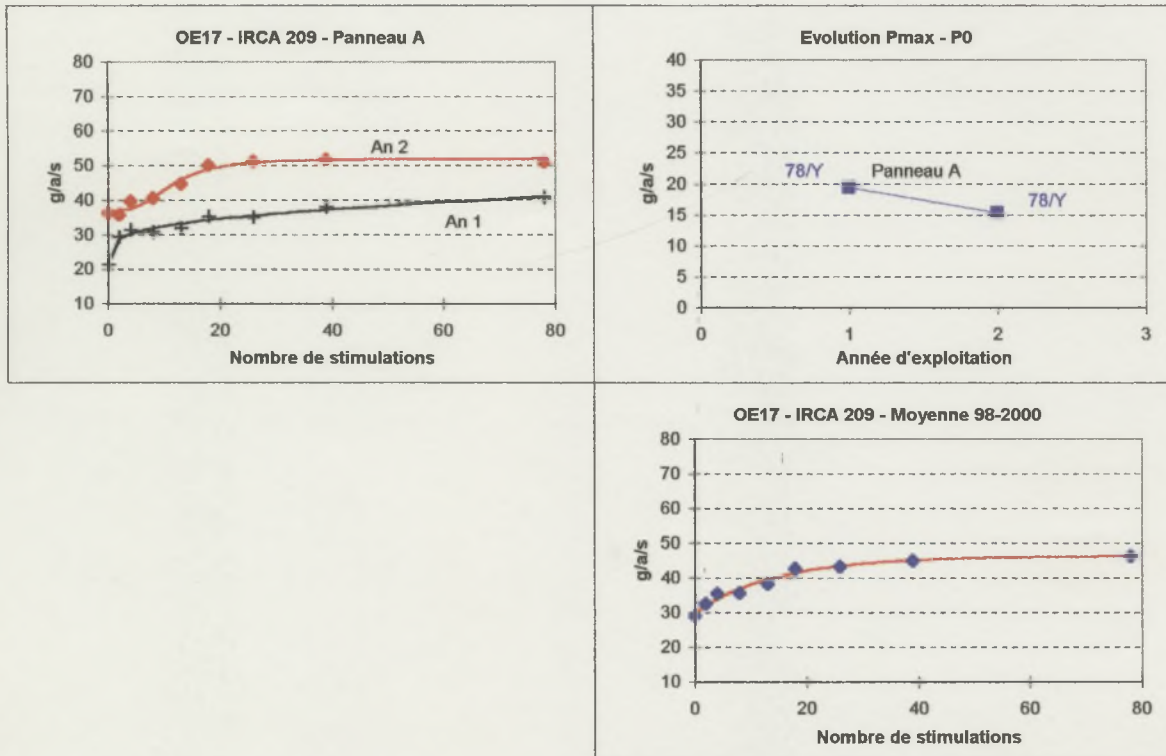 OE17 - IRCA 209 - Panneau A
80
70
60
50
40
30
20
10
g/a/s
An 2
An 1
0 20 40 60 80
Nombre de stimulations
Evolution Pmax - P0
40
35
30
25
20
15
10
5
0
g/a/s
78/Y Panneau A
78/Y
0 1 2 3
Année d'exploitation
OE17 - IRCA 209 - Moyenne 98-2000
80
70
60
50
40
30
20
10
g/a/s
0 20 40 60 80
Nombre de stimulations